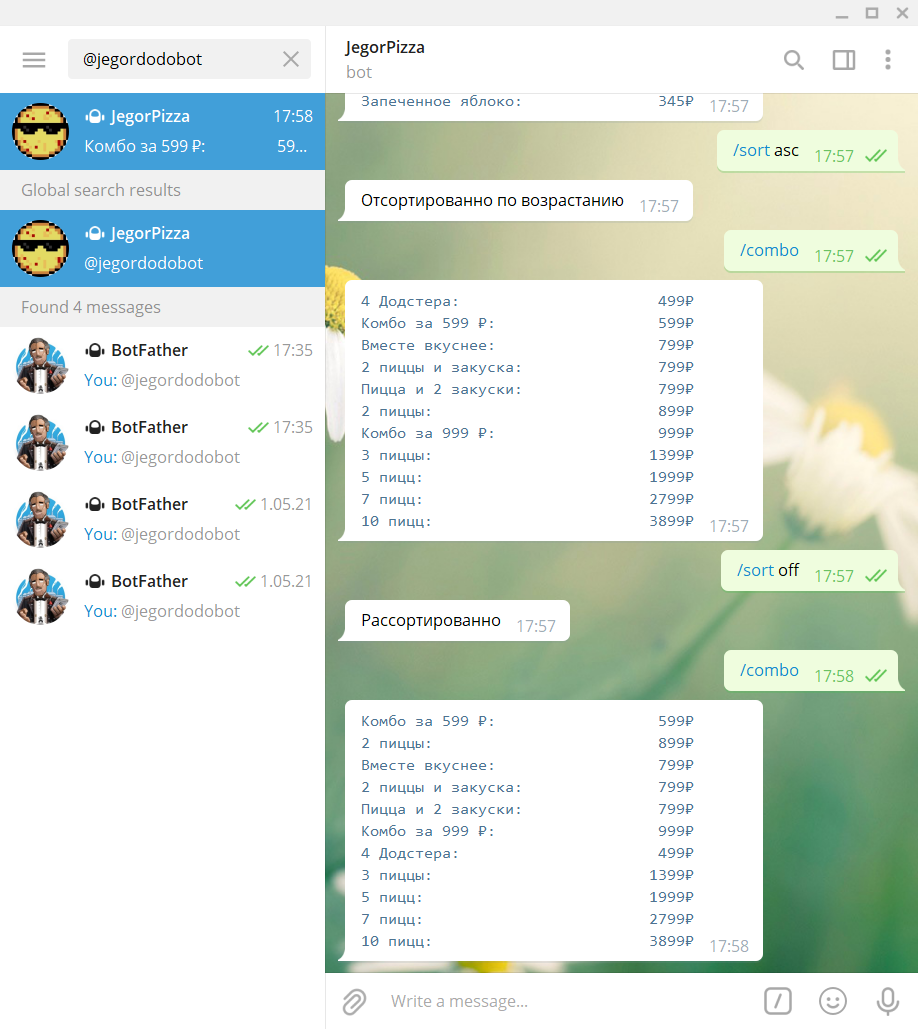 @jegordodobot
JegorPizza 17:58
Комбо за 599 ₽: 59...
Global search results
JegorPizza
@jegordodobot
Found 4 messages
BotFather 17:35
You: @jegordodobot
BotFather 17:35
You: @jegordodobot
BotFather 1.05.21
You: @jegordodobot
BotFather 1.05.21
You: @jegordodobot
JegorPizza
bot
Запеченное яблоко: 345₽ 17:57
/sort asc 17:57
Отсортированно по возрастанию 17:57
/combo 17:57
4 Додстера: 499₽
Комбо за 599 ₽: 599₽
Вместе вкуснее: 799₽
2 пиццы и закуска: 799₽
Пицца и 2 закуски: 799₽
2 пиццы: 899₽
Комбо за 999 ₽: 999₽
3 пиццы: 1399₽
5 пицц: 1999₽
7 пицц: 2799₽
10 пицц: 3899₽ 17:57
/sort off 17:57
Рассортированно 17:57
/combo 17:58
Комбо за 599 ₽: 599₽
2 пиццы: 899₽
Вместе вкуснее: 799₽
2 пиццы и закуска: 799₽
Пицца и 2 закуски: 799₽
Комбо за 999 ₽: 999₽
4 Додстера: 499₽
3 пиццы: 1399₽
5 пицц: 1999₽
7 пицц: 2799₽
10 пицц: 3899₽ 17:58
Write a message...